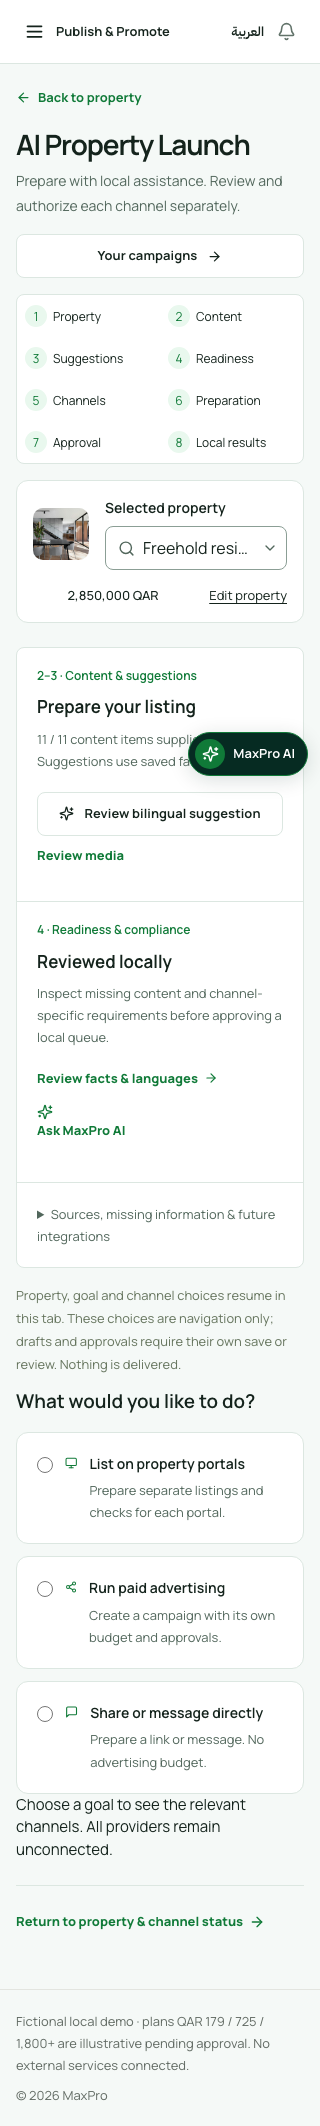 Publish & Promote
العربية
Back to property
AI Property Launch
Prepare with local assistance. Review and
authorize each channel separately.
Your campaigns
1 Property
2 Content
3 Suggestions
4 Readiness
5 Channels
6 Preparation
7 Approval
8 Local results
Selected property
Freehold resi...
2,850,000 QAR
Edit property
2–3 · Content & suggestions
Prepare your listing
11 / 11 content items
Suggestions use saved
MaxPro AI
Review bilingual suggestion
Review media
4 · Readiness & compliance
Reviewed locally
Inspect missing content and channel-
specific requirements before approving a
local queue.
Review facts & languages
Ask MaxPro AI
Sources, missing information & future
integrations
Property, goal and channel choices resume in
this tab. These choices are navigation only;
drafts and approvals require their own save or
review. Nothing is delivered.
What would you like to do?
List on property portals
Prepare separate listings and
checks for each portal.
Run paid advertising
Create a campaign with its own
budget and approvals.
Share or message directly
Prepare a link or message. No
advertising budget.
Choose a goal to see the relevant
channels. All providers remain
unconnected.
Return to property & channel status
Fictional local demo · plans QAR 179 / 725 /
1,800+ are illustrative pending approval. No
external services connected.
© 2026 MaxPro